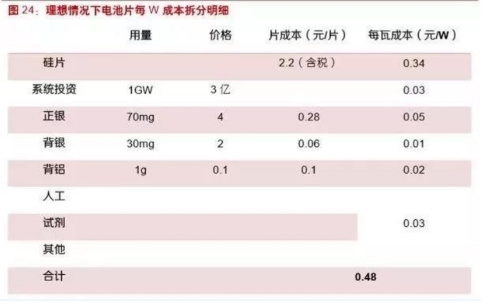 图 24：理想情况下电池片每 W 成本拆分明细
用量 价格 片成本（元/片） 每瓦成本（元/W）
硅片 2.2（含税） 0.34
系统投资 1GW 3 亿 0.03
正银 70mg 4 0.28 0.05
背银 30mg 2 0.06 0.01
背铝 1g 0.1 0.1 0.02
人工
试剂 0.03
其他
合计 0.48